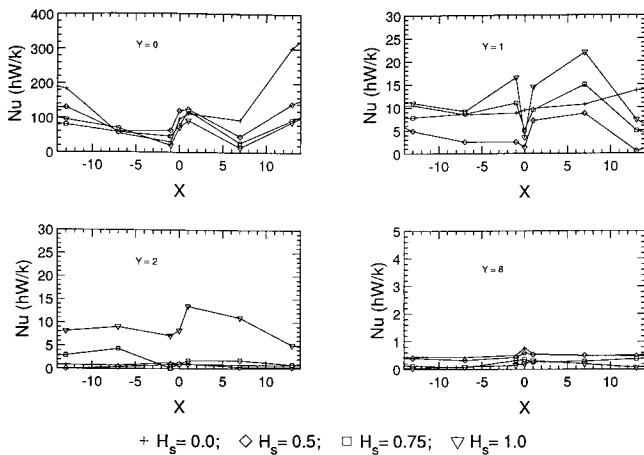 400
300
200
100
0
Nu (hW/k)
Y = 0
-10 -5 0 5 10
X
30
25
20
15
10
5
0
Nu (hW/k)
Y = 1
-10 -5 0 5 10
X
30
25
20
15
10
5
0
Nu (hW/k)
Y = 2
-10 -5 0 5 10
X
5
4
3
2
1
0
Nu (hW/k)
Y = 8
-10 -5 0 5 10
X
+ Hs= 0.0; ◇ Hs= 0.5; □ Hs= 0.75; ▽ Hs= 1.0